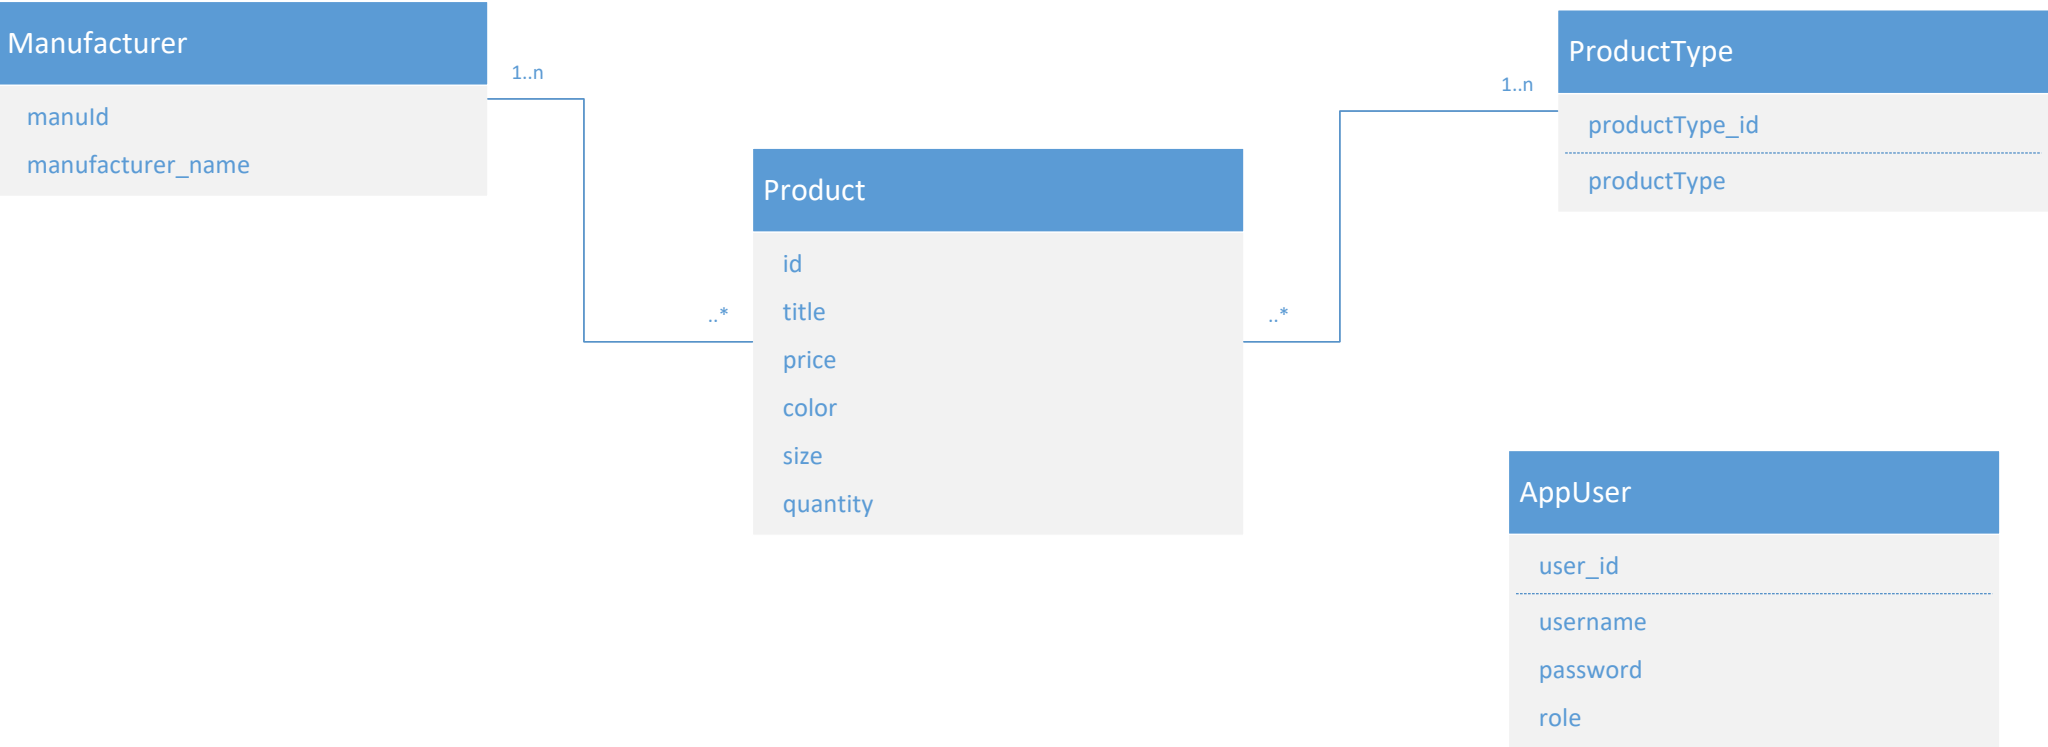 Manufacturer
manuId
manufacturer_name
1..n
..*
Product
id
title
price
color
size
quantity
..*
1..n
ProductType
productType_id
productType
AppUser
user_id
username
password
role